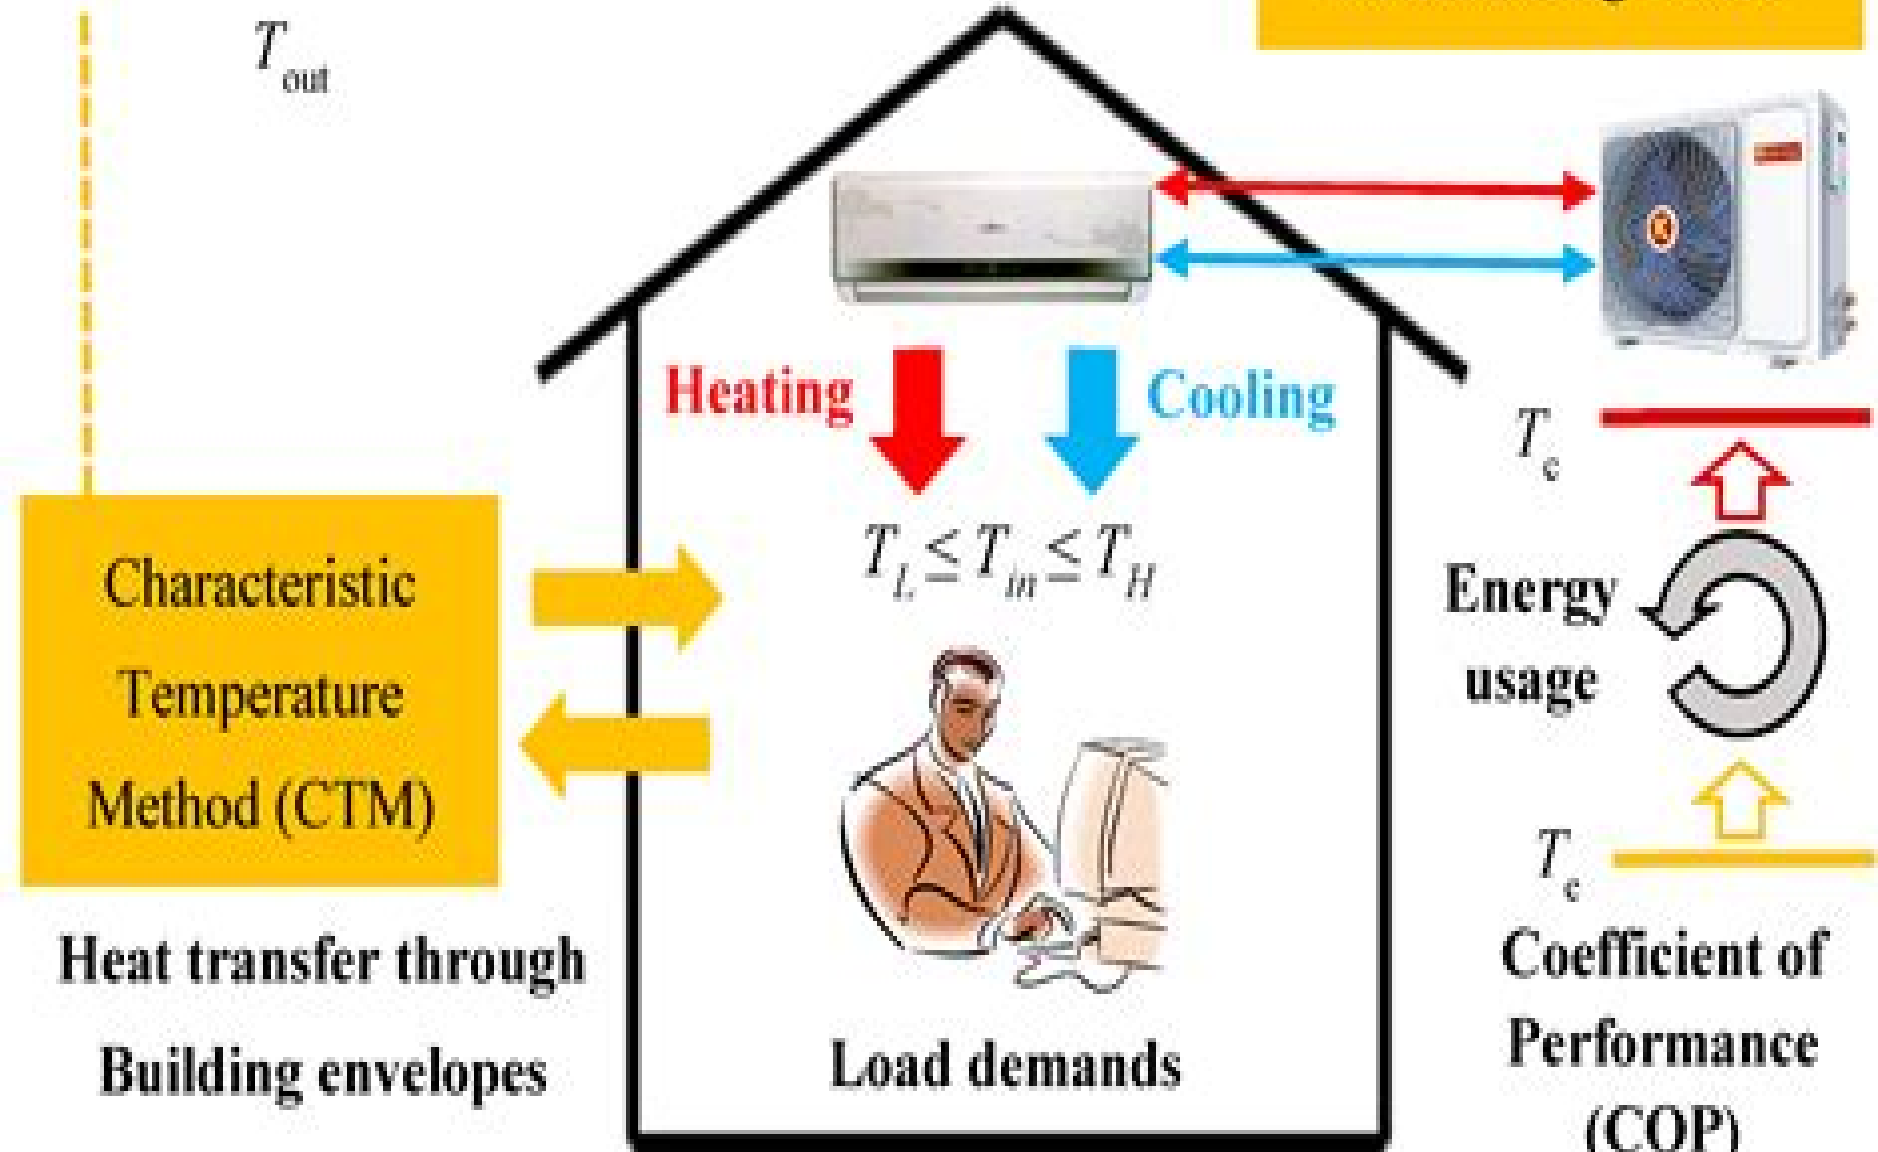 T_out
Heating
Cooling
T_c
T_L ≤ T_in ≤ T_H
Characteristic
Temperature
Method (CTM)
Energy
usage
T_c
Heat transfer through
Building envelopes
Load demands
Coefficient of
Performance
(COP)